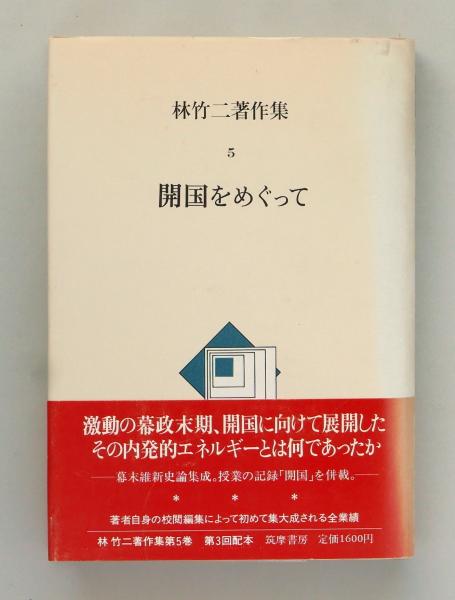 林竹二著作集
5
開国をめぐって
激動の幕政末期、開国に向けて展開した
その内発的エネルギーとは何であったか
――幕末維新史論集成。授業の記録「開国」を併載。――
* * *
著者自身の校閲編集によって初めて集大成される全業績
林 竹二著作集第5巻 第3回配本 筑摩書房 定価1600円